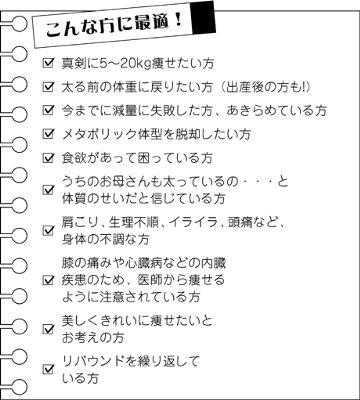 こんな方に最適！
真剣に5～20kg痩せたい方
太る前の体重に戻りたい方（出産後の方も!）
今までに減量に失敗した方、あきらめている方
メタボリック体型を脱却したい方
食欲があって困っている方
うちのお母さんも太っているの・・・と
体質のせいだと信じている方
肩こり、生理不順、イライラ、頭痛など、
身体の不調な方
膝の痛みや心臓病などの内臓
疾患のため、医師から痩せる
ように注意されている方
美しくきれいに痩せたいと
お考えの方
リバウンドを繰り返して
いる方